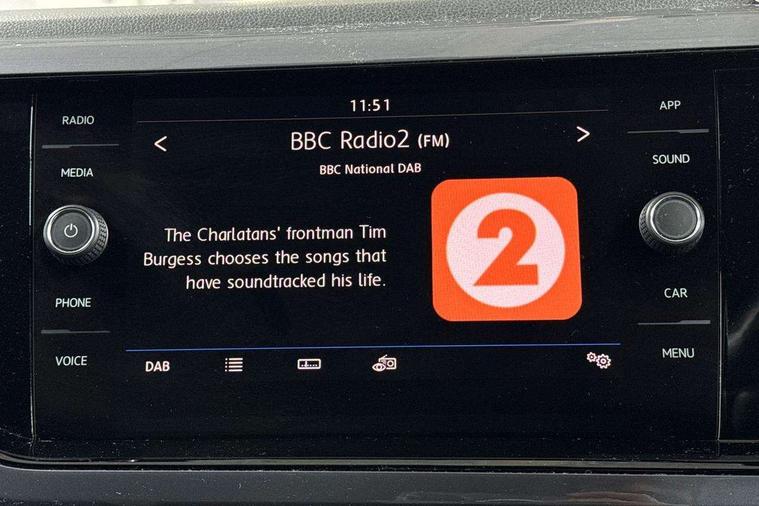 11:51
RADIO
APP
< BBC Radio2 (FM) >
BBC National DAB
MEDIA
SOUND
The Charlatans' frontman Tim
Burgess chooses the songs that
have soundtracked his life.
2
PHONE
CAR
VOICE
DAB
MENU